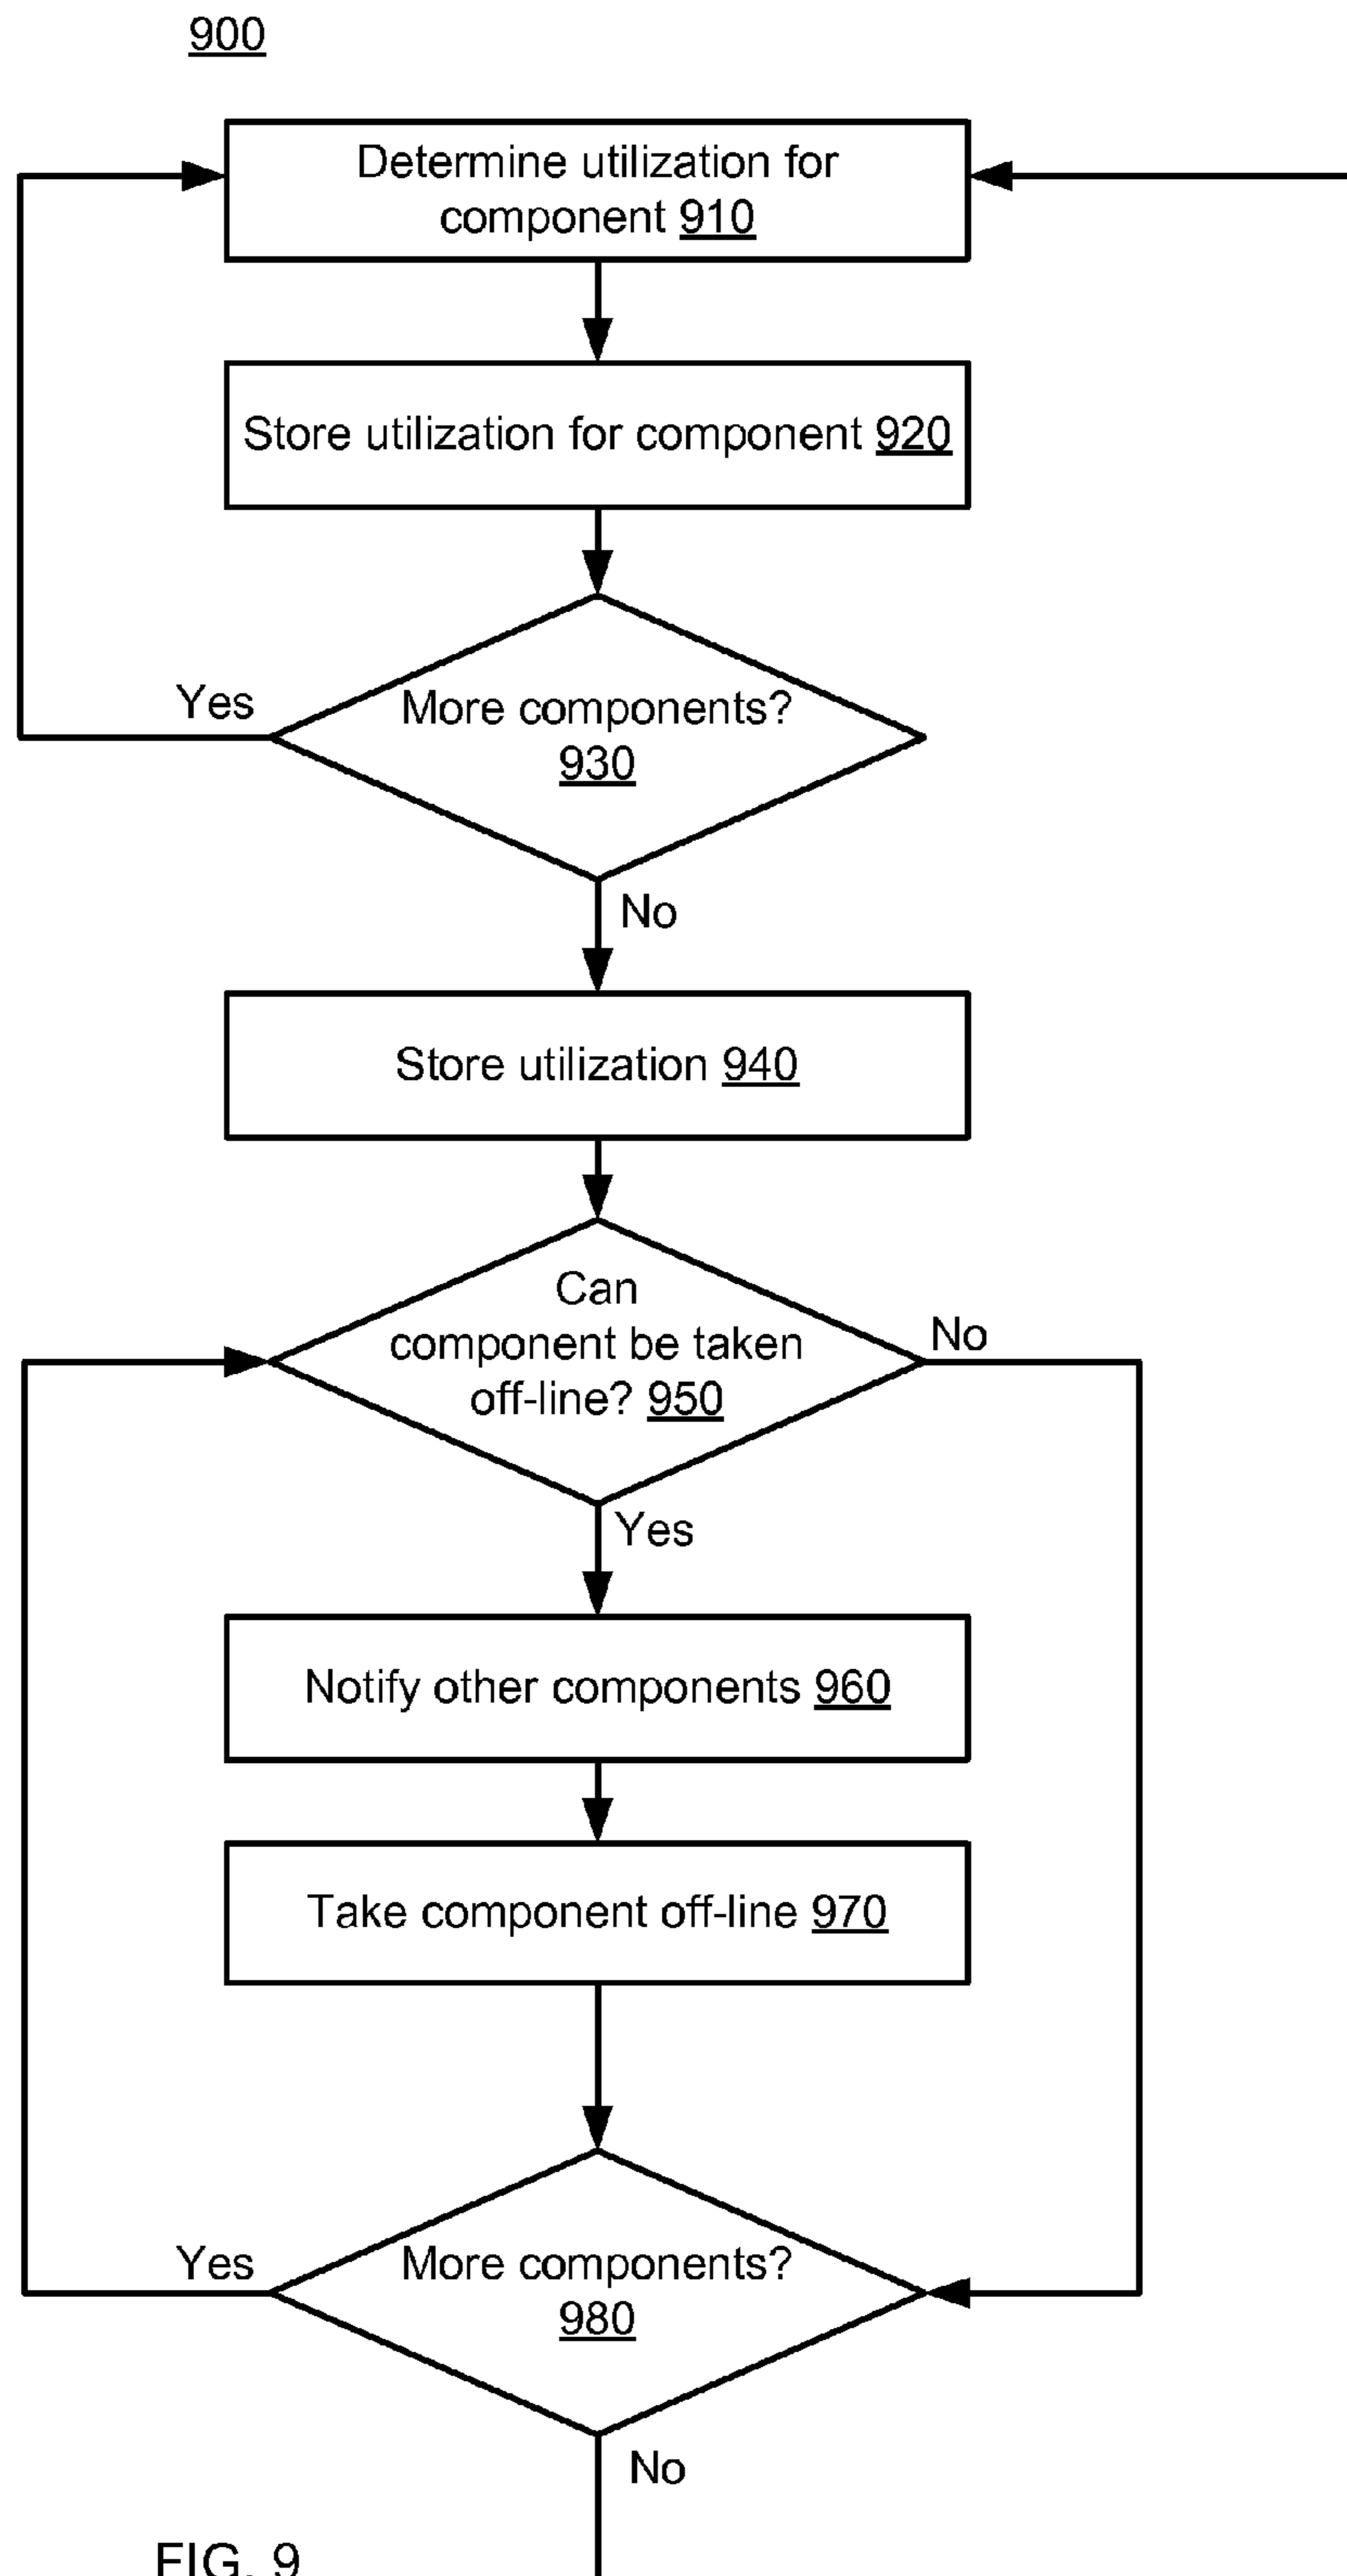 900
Determine utilization for
component 910
Store utilization for component 920
Yes
More components?
930
No
Store utilization 940
Can
component be taken
off-line? 950
No
Yes
Notify other components 960
Take component off-line 970
Yes
More components?
980
No
FIG. 9